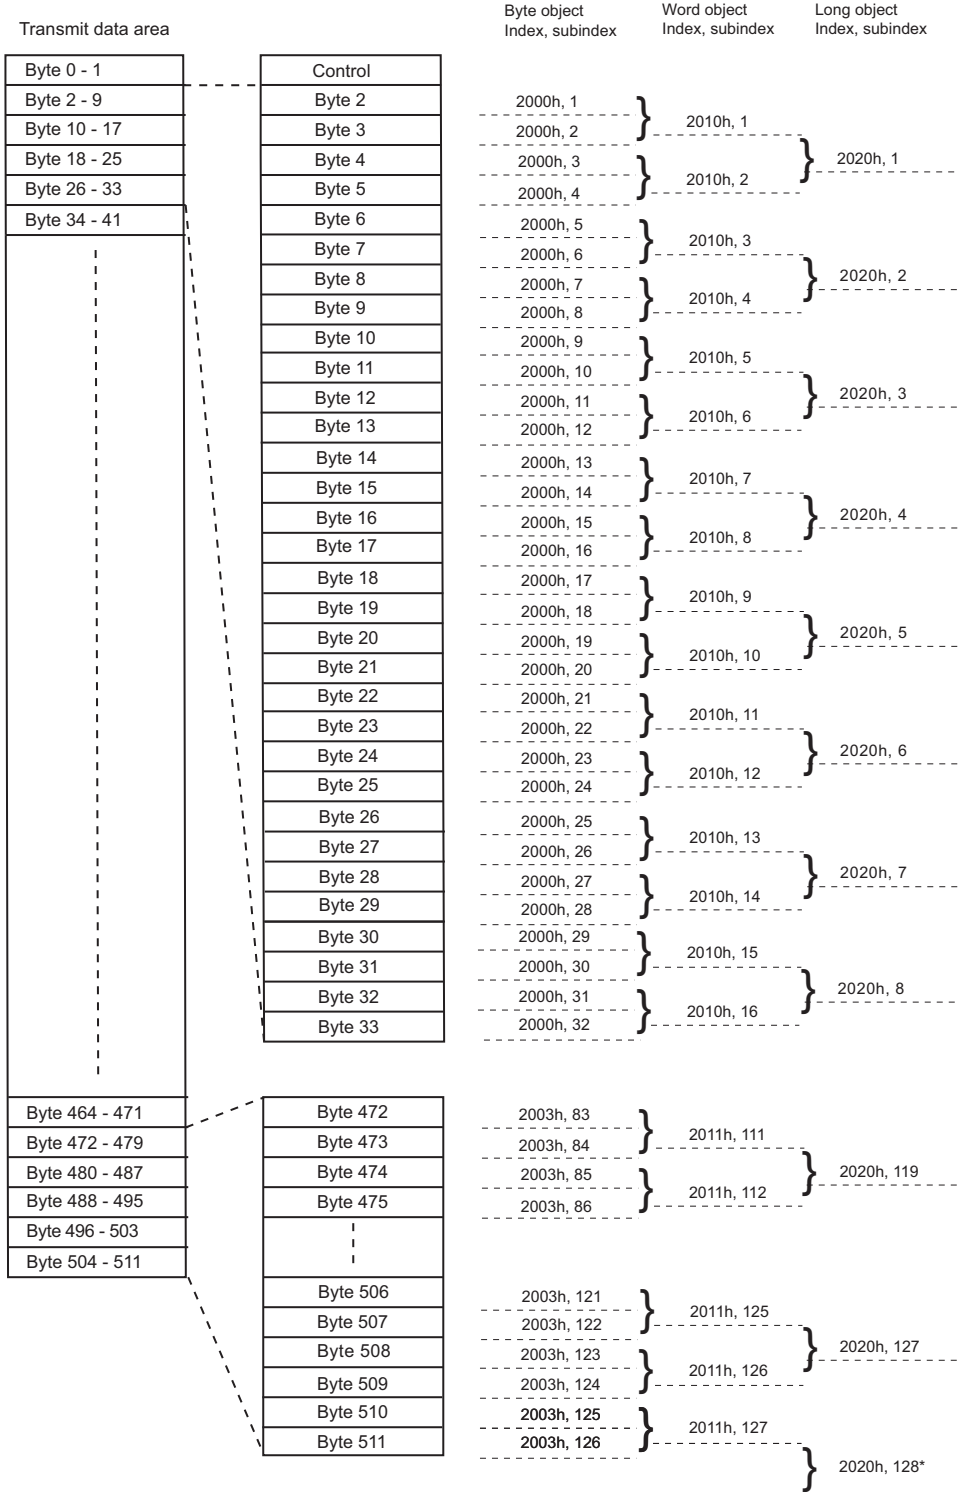 Transmit data area
Byte object
Index, subindex
Word object
Index, subindex
Long object
Index, subindex
Byte 0 - 1
Byte 2 - 9
Byte 10 - 17
Byte 18 - 25
Byte 26 - 33
Byte 34 - 41
Byte 464 - 471
Byte 472 - 479
Byte 480 - 487
Byte 488 - 495
Byte 496 - 503
Byte 504 - 511
Control
Byte 2
Byte 3
Byte 4
Byte 5
Byte 6
Byte 7
Byte 8
Byte 9
Byte 10
Byte 11
Byte 12
Byte 13
Byte 14
Byte 15
Byte 16
Byte 17
Byte 18
Byte 19
Byte 20
Byte 21
Byte 22
Byte 23
Byte 24
Byte 25
Byte 26
Byte 27
Byte 28
Byte 29
Byte 30
Byte 31
Byte 32
Byte 33
Byte 472
Byte 473
Byte 474
Byte 475
Byte 506
Byte 507
Byte 508
Byte 509
Byte 510
Byte 511
2000h, 1
2000h, 2
2000h, 3
2000h, 4
2000h, 5
2000h, 6
2000h, 7
2000h, 8
2000h, 9
2000h, 10
2000h, 11
2000h, 12
2000h, 13
2000h, 14
2000h, 15
2000h, 16
2000h, 17
2000h, 18
2000h, 19
2000h, 20
2000h, 21
2000h, 22
2000h, 23
2000h, 24
2000h, 25
2000h, 26
2000h, 27
2000h, 28
2000h, 29
2000h, 30
2000h, 31
2000h, 32
2003h, 83
2003h, 84
2003h, 85
2003h, 86
2003h, 121
2003h, 122
2003h, 123
2003h, 124
2003h, 125
2003h, 126
2010h, 1
2010h, 2
2010h, 3
2010h, 4
2010h, 5
2010h, 6
2010h, 7
2010h, 8
2010h, 9
2010h, 10
2010h, 11
2010h, 12
2010h, 13
2010h, 14
2010h, 15
2010h, 16
2011h, 111
2011h, 112
2011h, 125
2011h, 126
2011h, 127
2020h, 1
2020h, 2
2020h, 3
2020h, 4
2020h, 5
2020h, 6
2020h, 7
2020h, 8
2020h, 119
2020h, 127
2020h, 128*